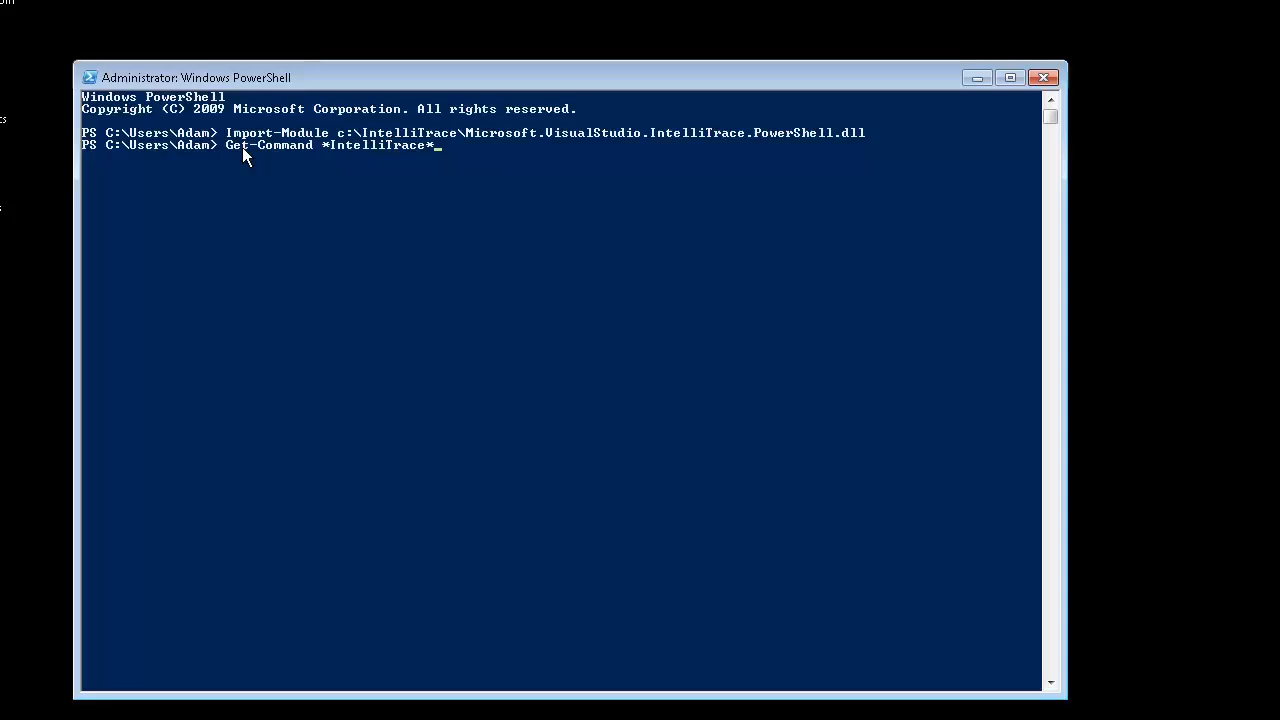 Administrator: Windows PowerShell
Windows PowerShell
Copyright (C) 2009 Microsoft Corporation. All rights reserved.
PS C:\Users\Adam> Import-Module c:\IntelliTrace\Microsoft.VisualStudio.IntelliTrace.PowerShell.dll
PS C:\Users\Adam> Get-Command *IntelliTrace*_